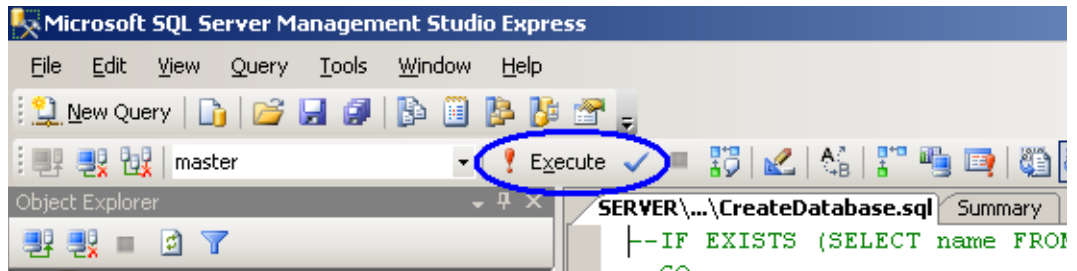 Microsoft SQL Server Management Studio Express
File Edit View Query Tools Window Help
New Query
master Execute
Object Explorer
SERVER\...\CreateDatabase.sql Summary
--IF EXISTS (SELECT name FROM